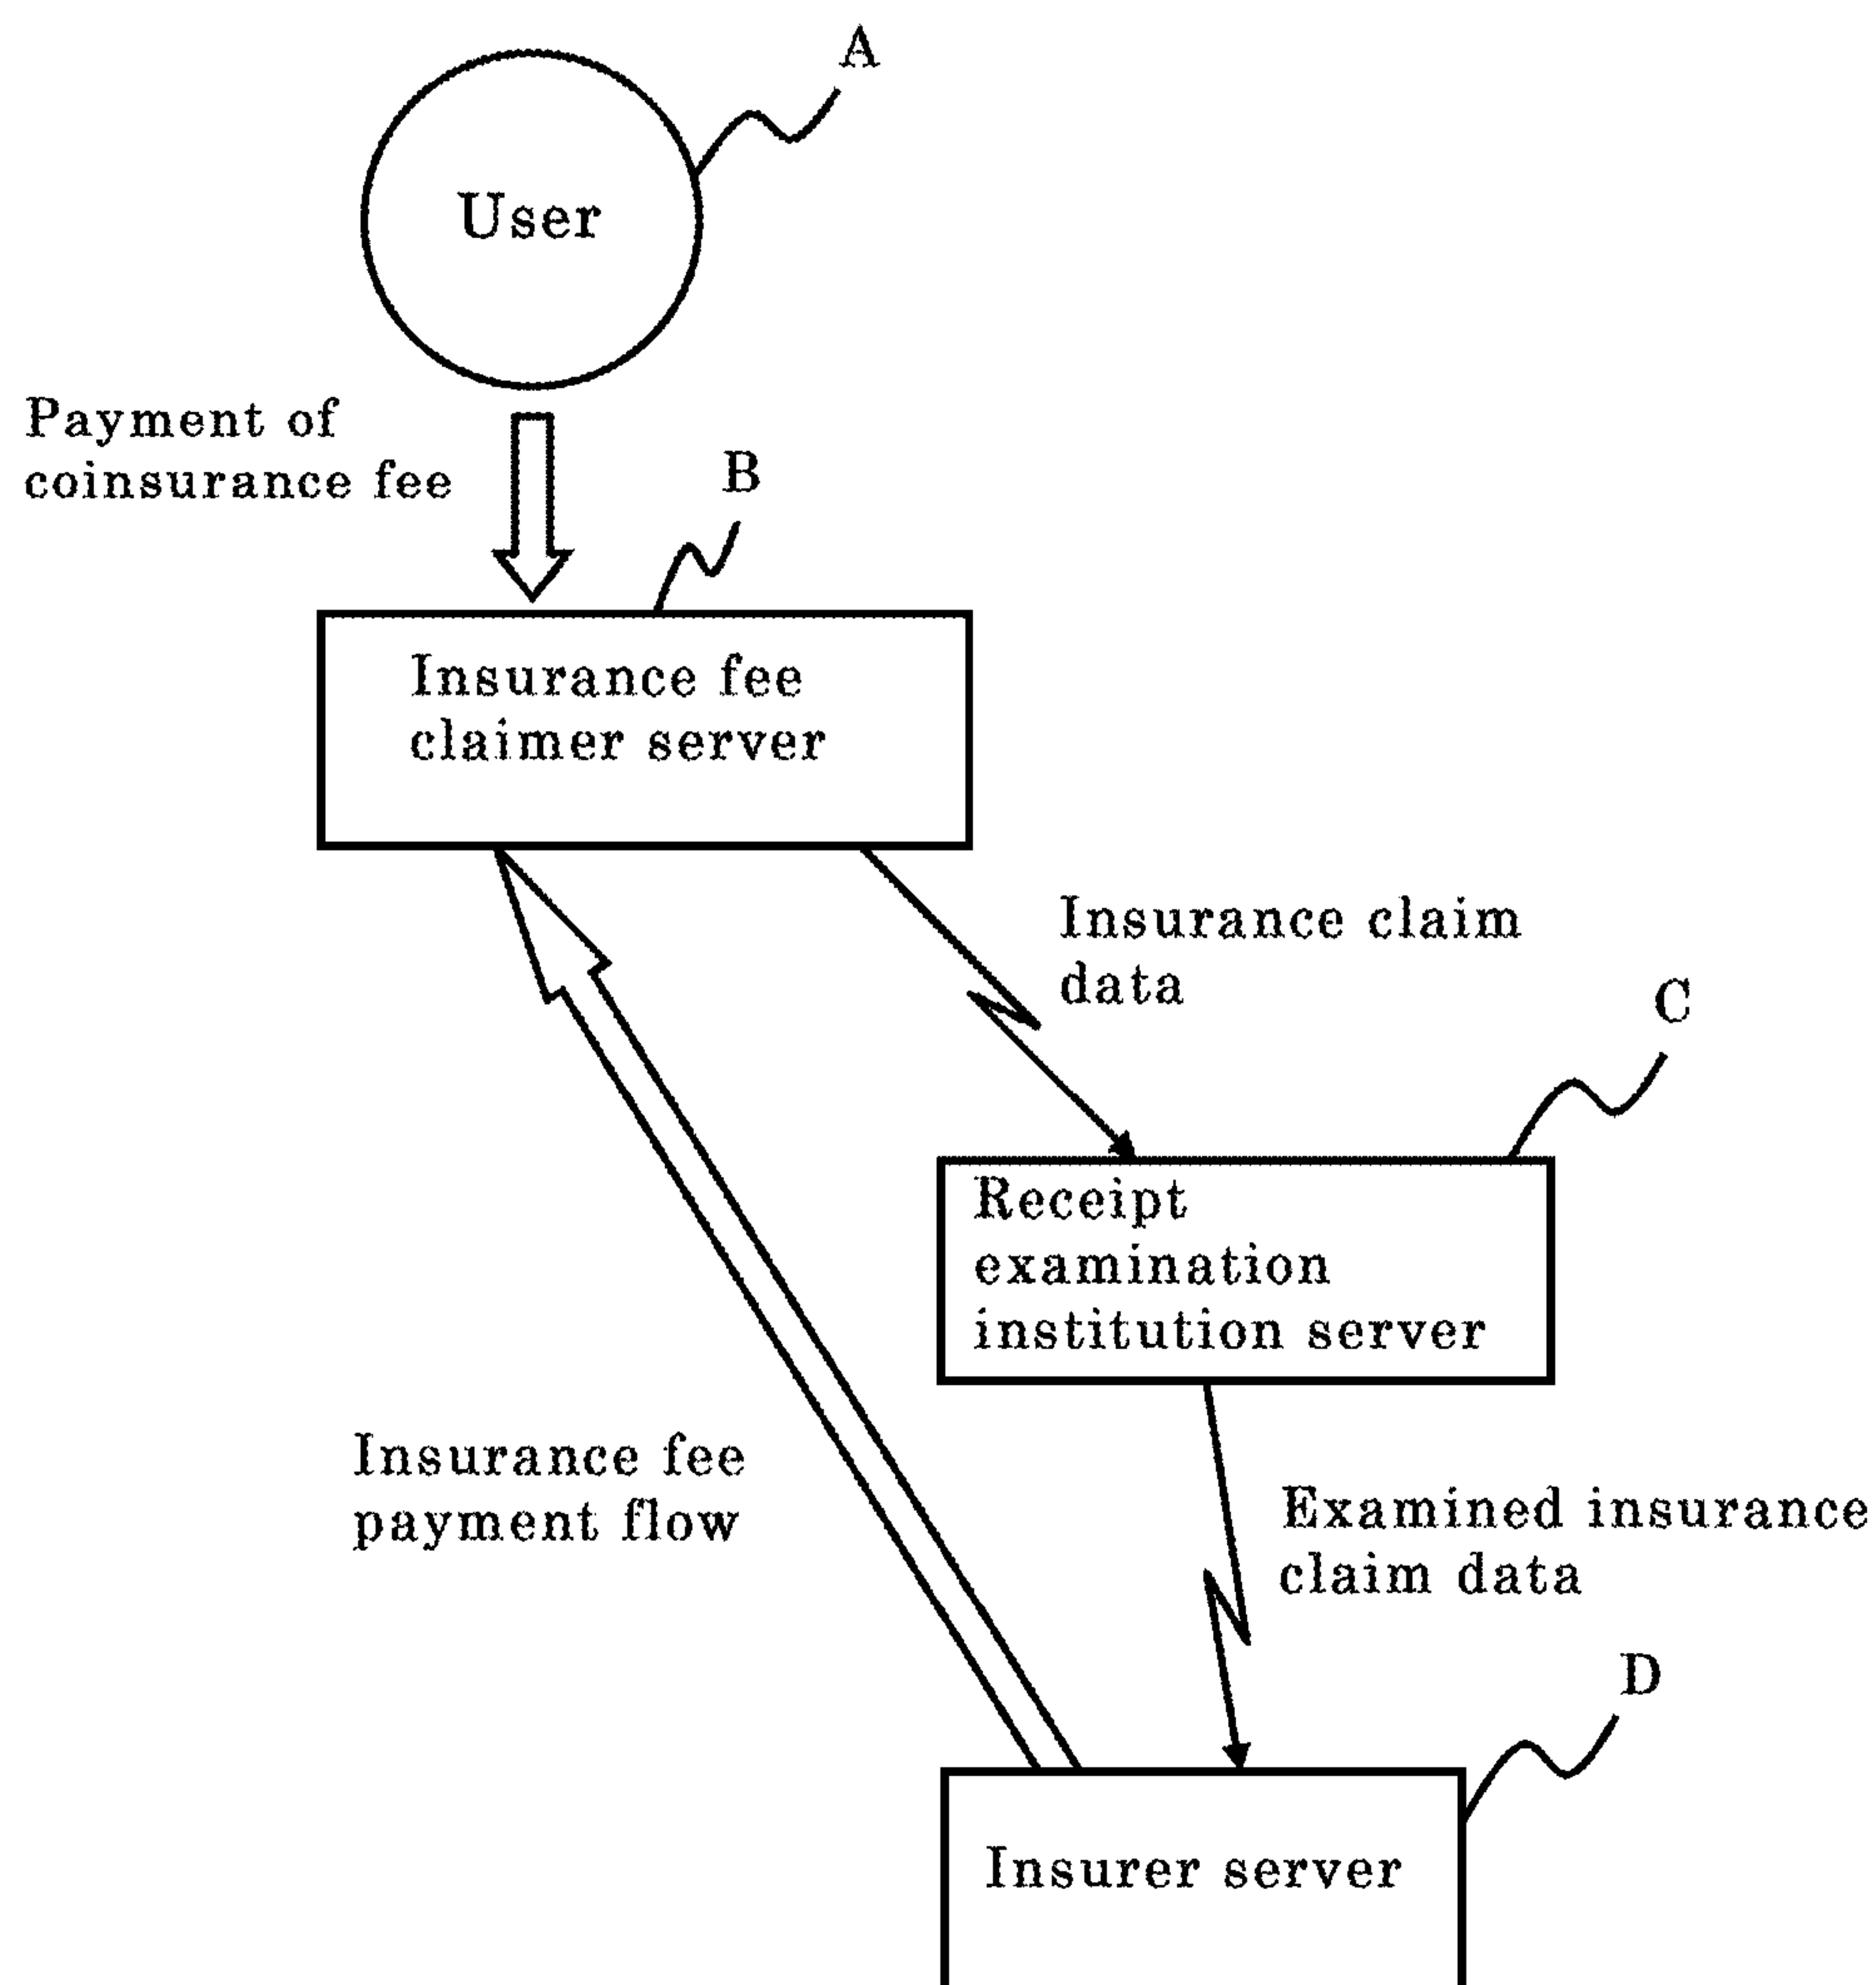 A
User
Payment of
coinsurance fee
B
Insurance fee
claimer server
Insurance claim
data
C
Receipt
examination
institution server
Insurance fee
payment flow
Examined insurance
claim data
D
Insurer server